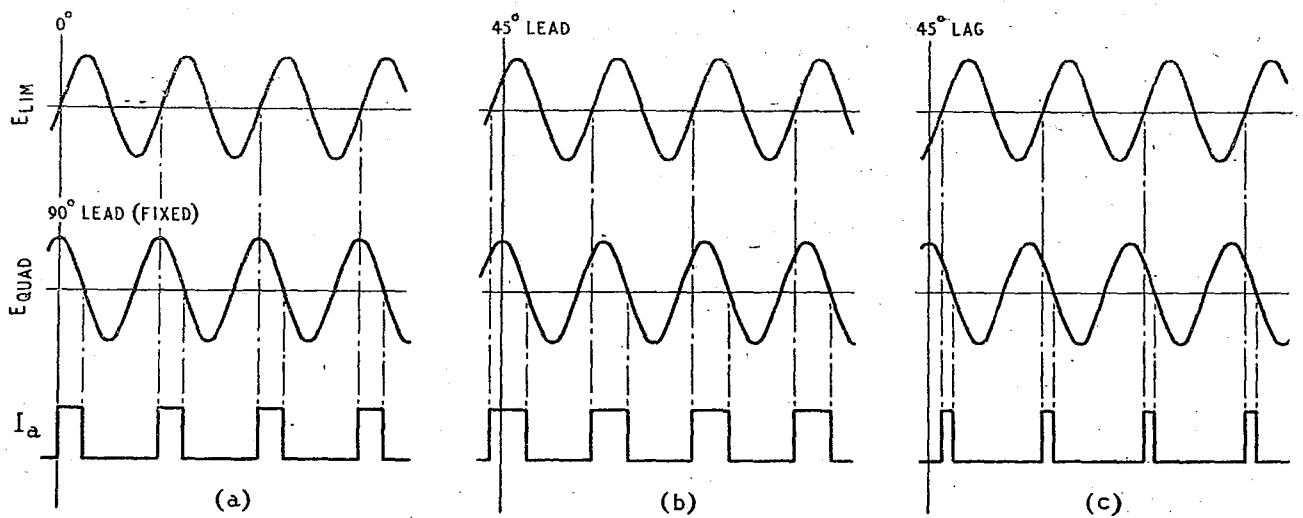 0°
45° LEAD
45° LAG
E_LIM
90° LEAD (FIXED)
E_QUAD
I_a
(a)
(b)
(c)